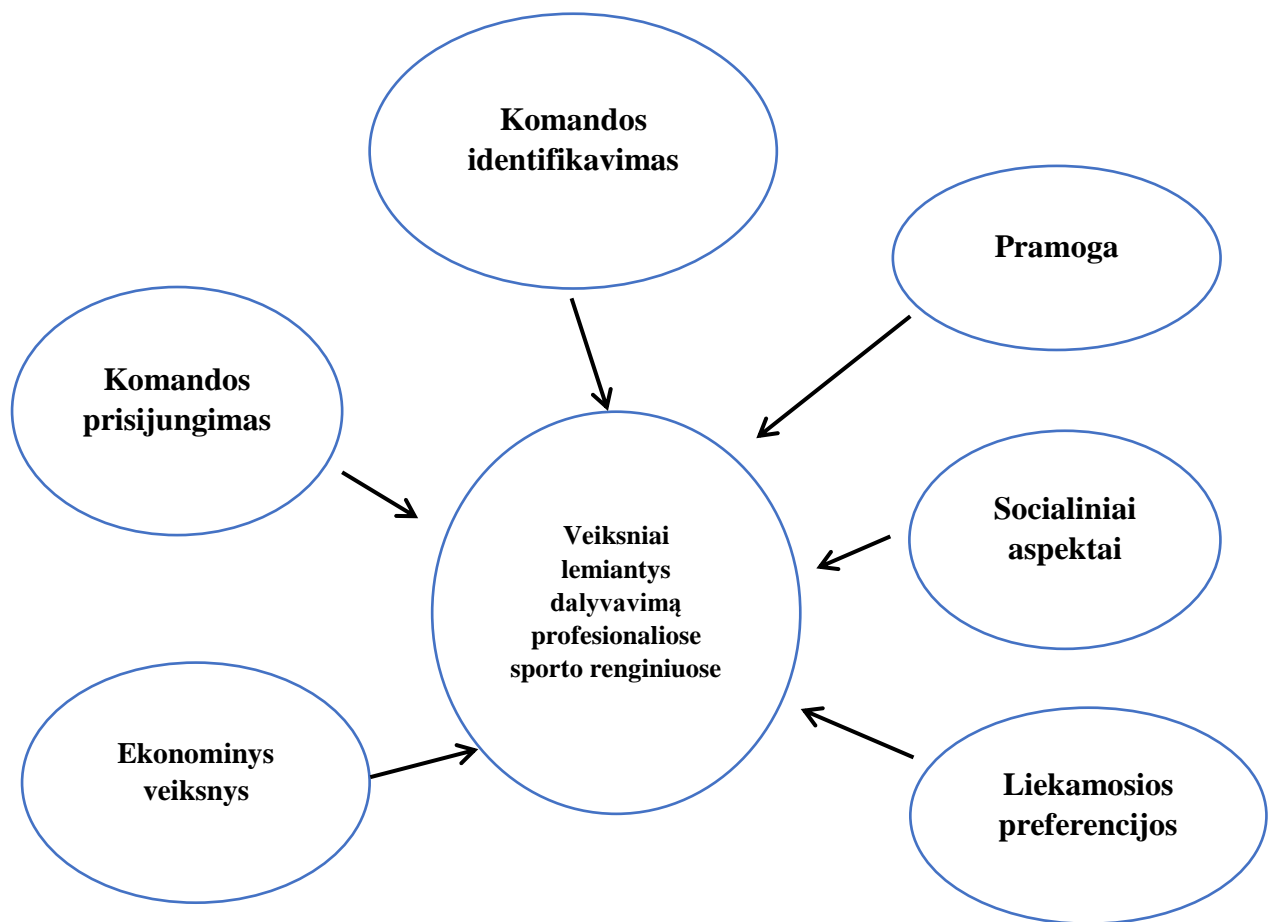 Komandos
identifikavimas
Pramoga
Komandos
prisijungimas
Socialiniai
aspektai
Veiksniai
lemiantys
dalyvavimą
profesionaliose
sporto renginiuose
Ekonominys
veiksnys
Liekamosios
preferencijos